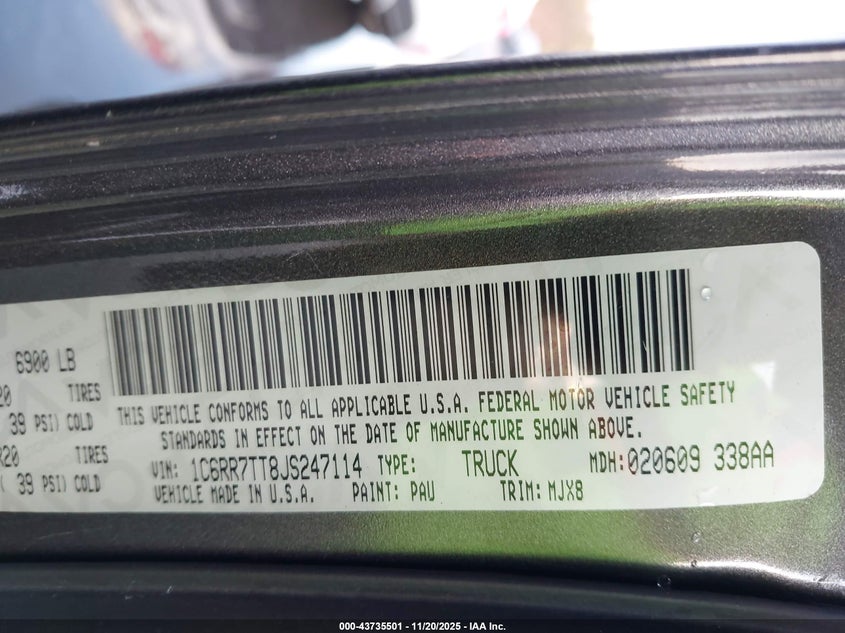 6900 LB
20 TIRES
39 PSI) COLD
R20 TIRES
( 39 PSI) COLD
THIS VEHICLE CONFORMS TO ALL APPLICABLE U.S.A. FEDERAL MOTOR VEHICLE SAFETY
STANDARDS IN EFFECT ON THE DATE OF MANUFACTURE SHOWN ABOVE.
VIN: 1C6RR7TT8JS247114 TYPE: TRUCK MDH:020609 338AA
VEHICLE MADE IN U.S.A. PAINT: PAU TRIM: MJX8
000-43735501 - 11/20/2025 - IAA Inc.